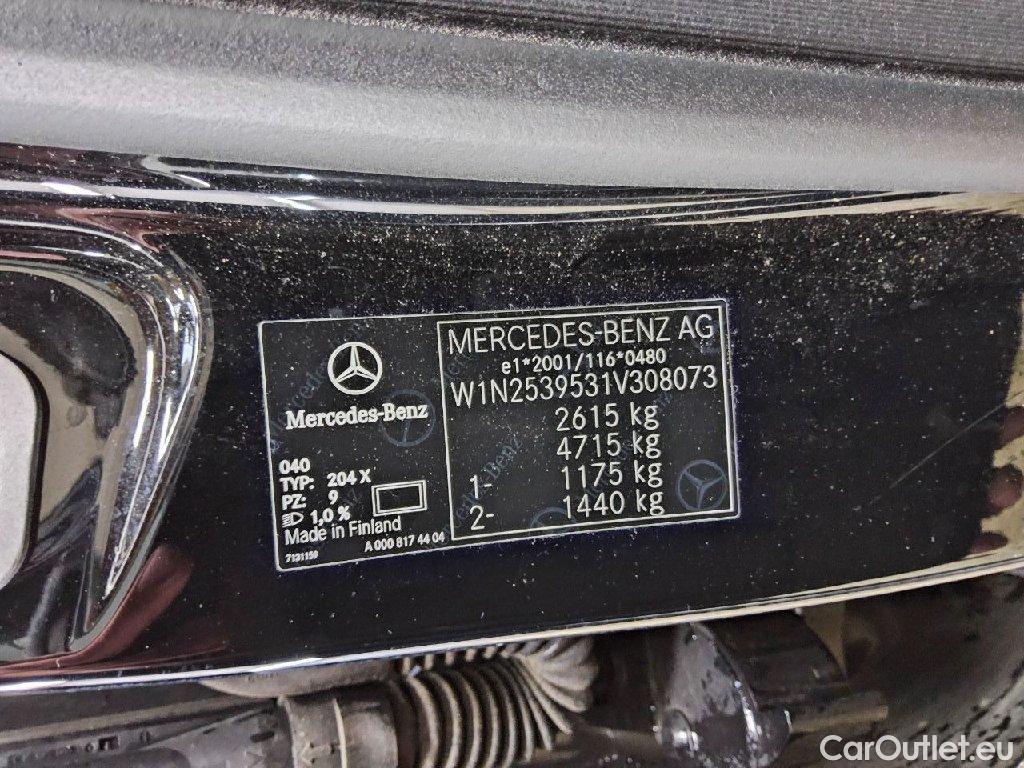 MERCEDES-BENZ AG
e1*2001/116*0480
W1N2539531V308073
2615 kg
4715 kg
1- 1175 kg
2- 1440 kg
Mercedes-Benz
040
TYP: 204 X
PZ: 9
1,0 %
Made in Finland
7131150
A 000 817 44 04
CarOutlet.eu